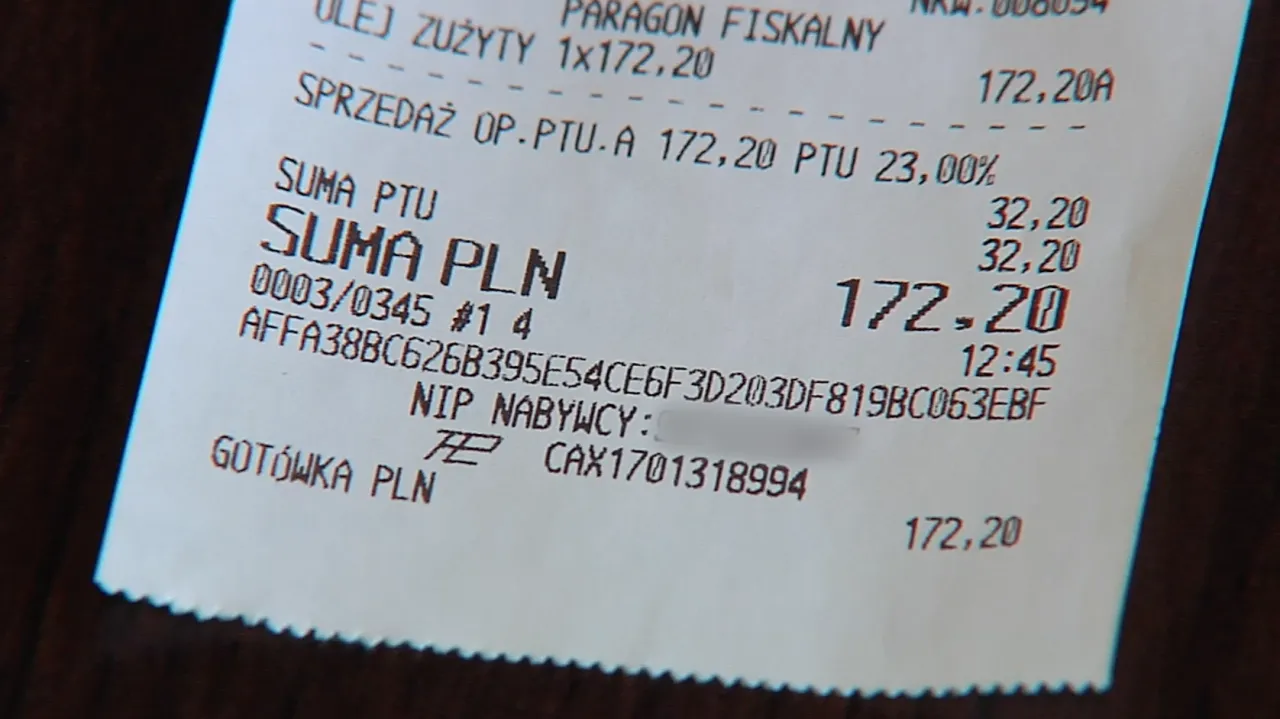 NRW:008054
PARAGON FISKALNY
OLEJ ZUŻYTY 1x172,20 172,20A
- - - - - - - - - - - - - - - - - - - -
SPRZEDAŻ OP.PTU.A 172,20 PTU 23,00%
32,20
SUMA PTU 32,20
SUMA PLN 172,20
0003/0345 #1 4 12:45
AFFA38BC626B395E54CE6F3D203DF819BC063EBF
NIP NABYWCY:
CAX1701318994
GOTÓWKA PLN 172,20